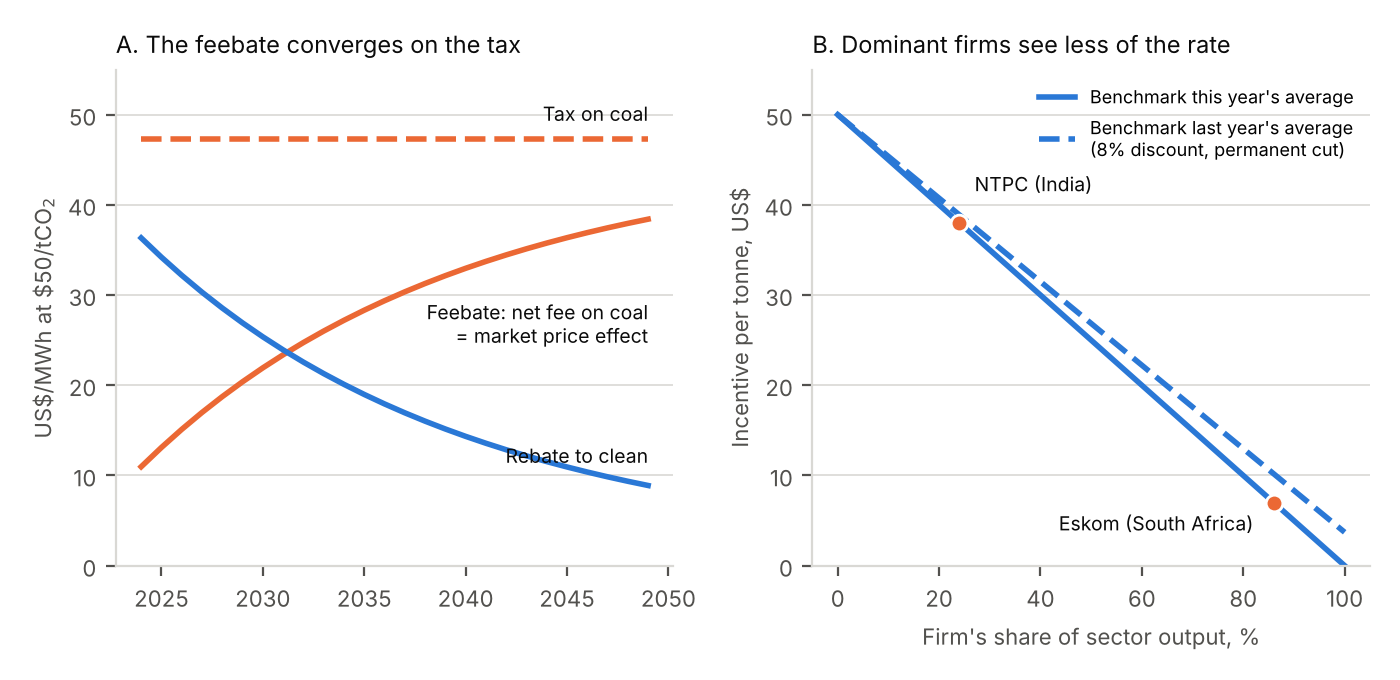 A. The feebate converges on the tax
US$/MWh at $50/tCO₂
50
40
30
20
10
0
Tax on coal
Feebate: net fee on coal
= market price effect
Rebate to clean
2025 2030 2035 2040 2045 2050
B. Dominant firms see less of the rate
Incentive per tonne, US$
50
40
30
20
10
0
Benchmark this year's average
Benchmark last year's average
(8% discount, permanent cut)
NTPC (India)
Eskom (South Africa)
0 20 40 60 80 100
Firm's share of sector output, %